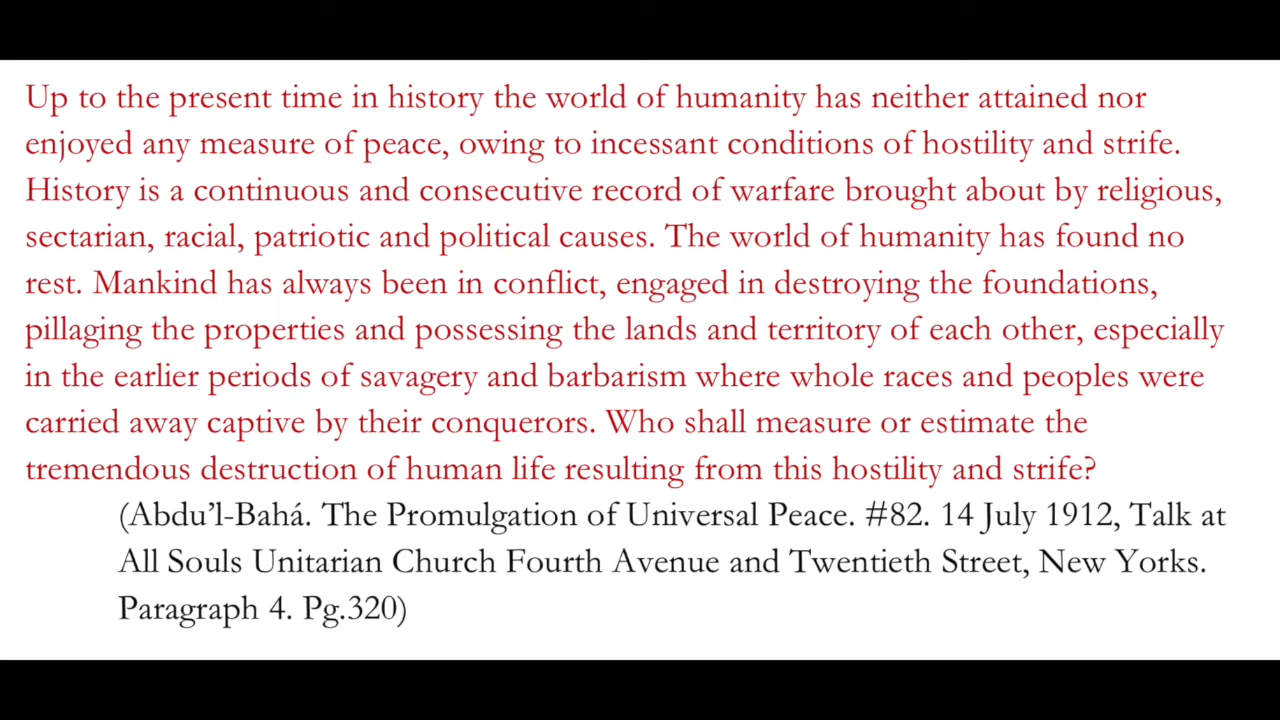 Up to the present time in history the world of humanity has neither attained nor
enjoyed any measure of peace, owing to incessant conditions of hostility and strife.
History is a continuous and consecutive record of warfare brought about by religious,
sectarian, racial, patriotic and political causes. The world of humanity has found no
rest. Mankind has always been in conflict, engaged in destroying the foundations,
pillaging the properties and possessing the lands and territory of each other, especially
in the earlier periods of savagery and barbarism where whole races and peoples were
carried away captive by their conquerors. Who shall measure or estimate the
tremendous destruction of human life resulting from this hostility and strife?
(Abdu’l-Bahá. The Promulgation of Universal Peace. #82. 14 July 1912, Talk at
All Souls Unitarian Church Fourth Avenue and Twentieth Street, New Yorks.
Paragraph 4. Pg.320)